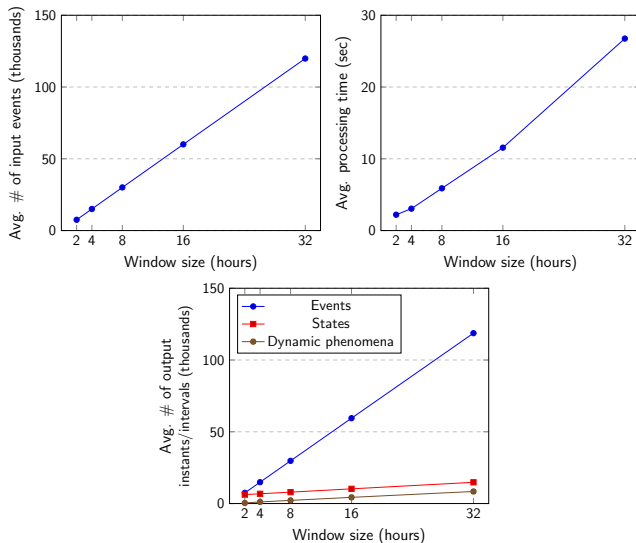 150
100
50
0
2 4 8 16 32
Window size (hours)
Avg. # of input events (thousands)
30
20
10
0
2 4 8 16 32
Window size (hours)
Avg. processing time (sec)
150
100
50
0
2 4 8 16 32
Window size (hours)
Avg. # of output
instants/intervals (thousands)
Events
States
Dynamic phenomena